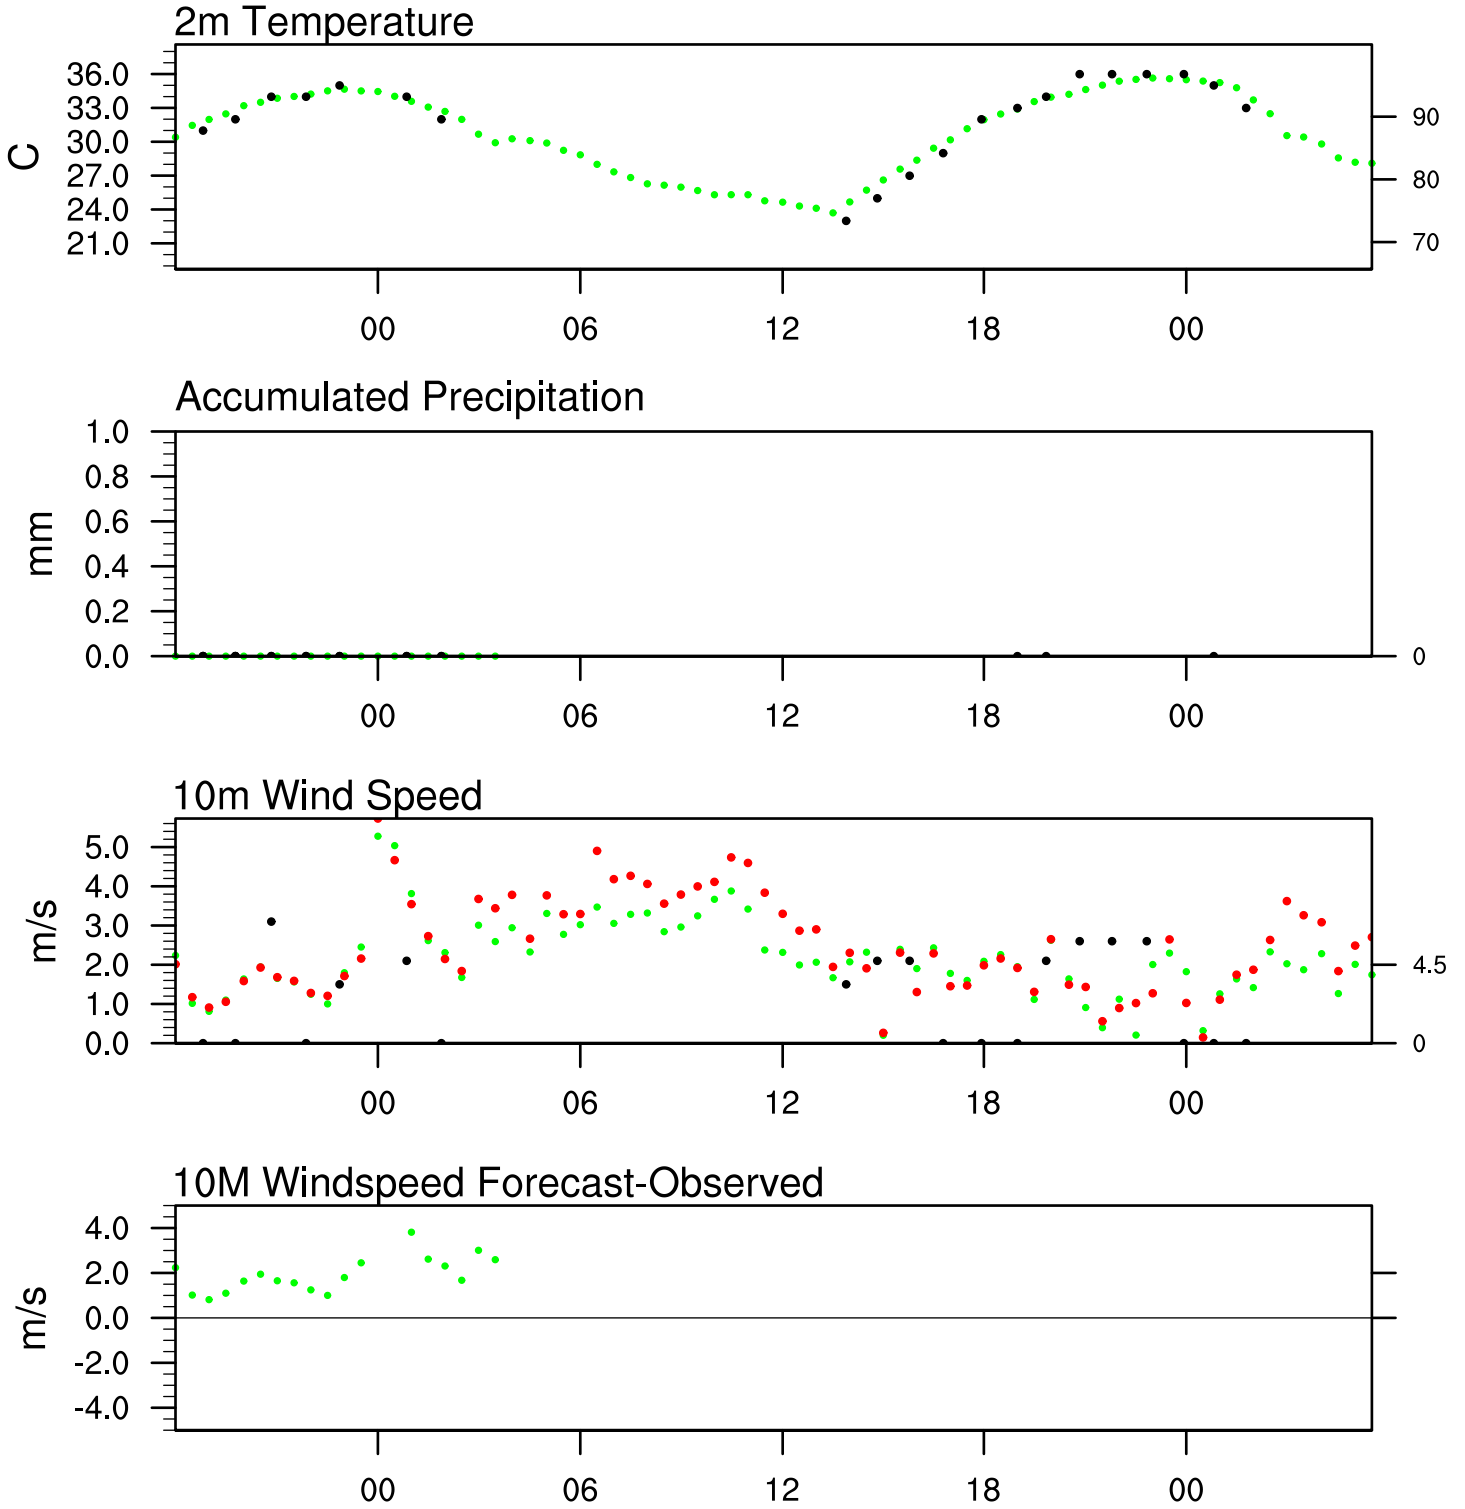 2m Temperature
36.0
33.0
30.0
27.0
24.0
21.0
C
90
80
70
00 06 12 18 00
Accumulated Precipitation
1.0
0.8
0.6
0.4
0.2
0.0
mm
0
00 06 12 18 00
10m Wind Speed
5.0
4.0
3.0
2.0
1.0
0.0
m/s
4.5
0
00 06 12 18 00
10M Windspeed Forecast-Observed
4.0
2.0
0.0
-2.0
-4.0
m/s
00 06 12 18 00